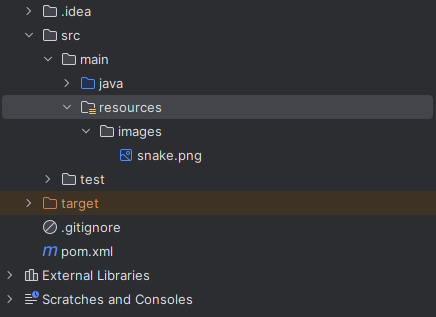 .idea
src
main
java
resources
images
snake.png
test
target
.gitignore
m pom.xml
External Libraries
Scratches and Consoles